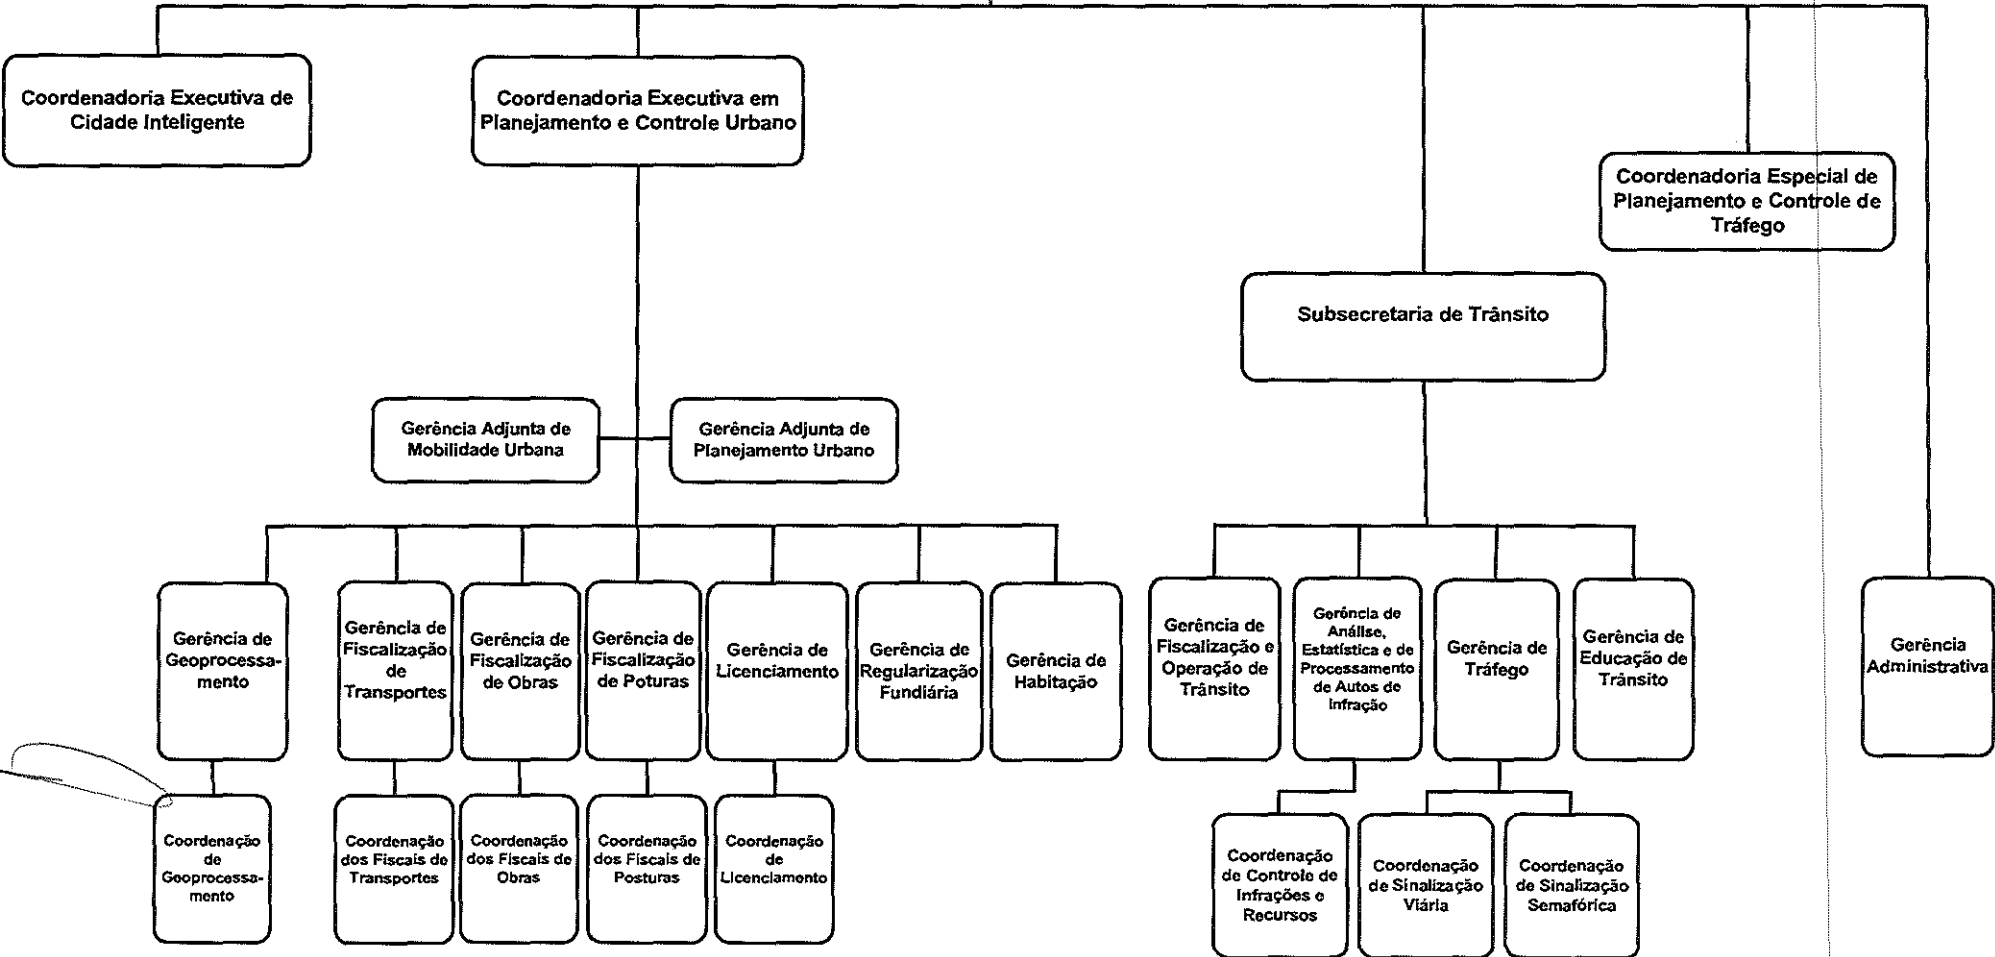 Coordenadoria Executiva de
Cidade Inteligente
Coordenadoria Executiva em
Planejamento e Controle Urbano
Coordenadoria Especial de
Planejamento e Controle de
Tráfego
Subsecretaria de Trânsito
Gerência Adjunta de
Mobilidade Urbana
Gerência Adjunta de
Planejamento Urbano
Gerência de
Geoprocessa-
mento
Gerência de
Fiscalização
de
Transportes
Gerência de
Fiscalização
de Obras
Gerência de
Fiscalização
de Poturas
Gerência de
Licenciamento
Gerência de
Regularização
Fundiária
Gerência de
Habitação
Gerência de
Fiscalização e
Operação de
Trânsito
Gerência de
Análise,
Estatística e de
Processamento
de Autos de
Infração
Gerência de
Tráfego
Gerência de
Educação de
Trânsito
Gerência
Administrativa
Coordenação
de
Geoprocessa-
mento
Coordenação
dos Fiscais de
Transportes
Coordenação
dos Fiscais de
Obras
Coordenação
dos Fiscais de
Posturas
Coordenação
de
Licenciamento
Coordenação
de Controle de
Infrações e
Recursos
Coordenação
de Sinalização
Viária
Coordenação
de Sinalização
Semafórica